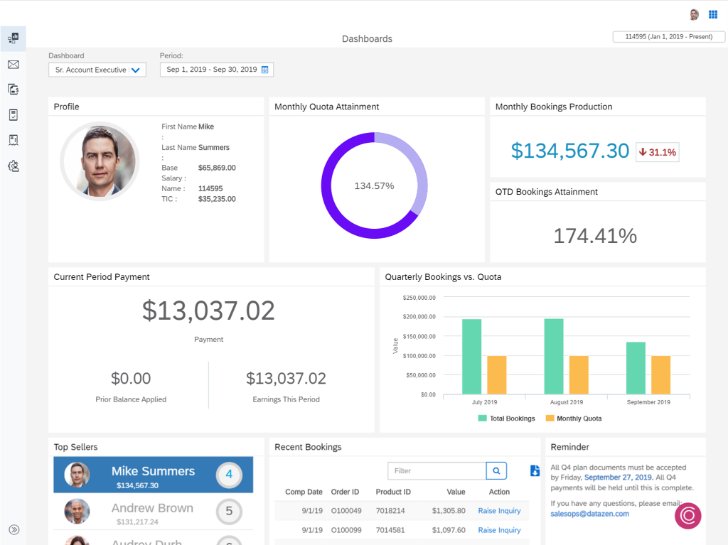 Dashboards
114595 (Jan 1, 2019 - Present)
Dashboard
Period:
Sr. Account Executive
Sep 1, 2019 - Sep 30, 2019
Profile
First Name Mike
:
Last Name Summers
:
Base $65,869.00
Salary :
Name : 114595
TIC : $35,235.00
Monthly Quota Attainment
134.57%
Monthly Bookings Production
$134,567.30
31.1%
QTD Bookings Attainment
174.41%
Current Period Payment
$13,037.02
Payment
$0.00
Prior Balance Applied
$13,037.02
Earnings This Period
Quarterly Bookings vs. Quota
$250,000.00
$200,000.00
$150,000.00
$100,000.00
$50,000.00
$0.00
Value
July 2019
August 2019
September 2019
Total Bookings
Monthly Quota
Top Sellers
Mike Summers
$134,567.30
4
Andrew Brown
$131,217.24
5
Audrey Durh
6
Recent Bookings
Filter
Comp Date Order ID Product ID Value Action
9/1/19 O100049 7018214 $1,305.80 Raise Inquiry
9/1/19 O100099 7014581 $1,097.60 Raise Inquiry
Reminder
All Q4 plan documents must be accepted
by Friday, September 27, 2019. All Q4
payments will be held until this is complete.
If you have any questions, please email:
salesops@datazen.com